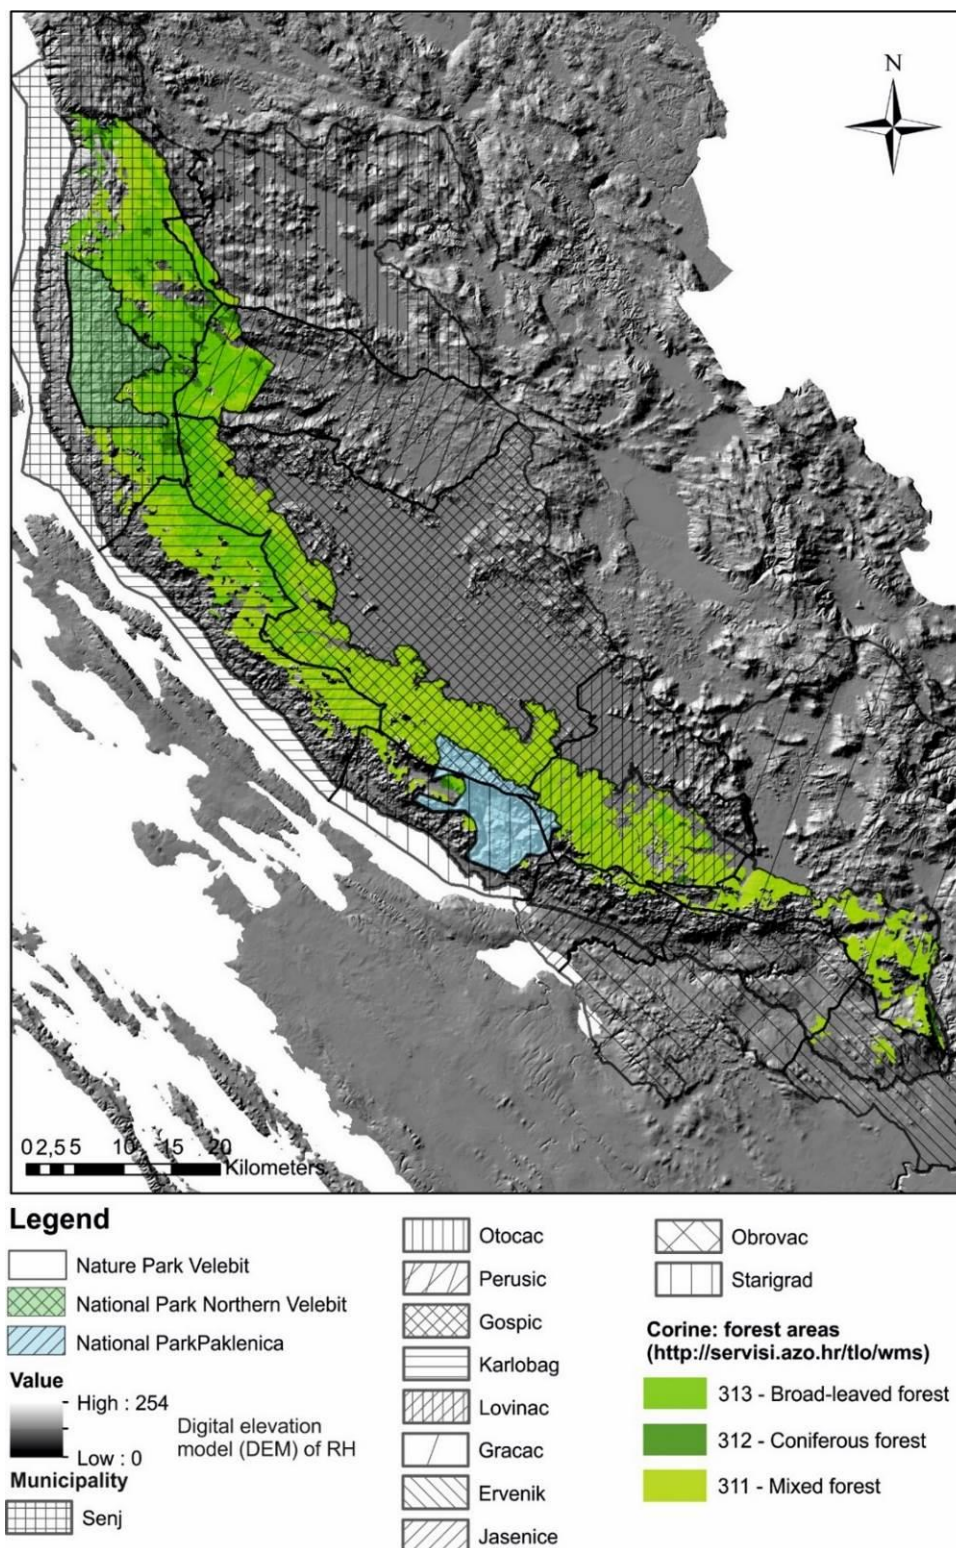 N
0 2,5 5 10 15 20
Kilometers
Legend
Nature Park Velebit
National Park Northern Velebit
National ParkPaklenica
Value
High : 254
Low : 0
Digital elevation
model (DEM) of RH
Municipality
Senj
Otocac
Perusic
Gospic
Karlobag
Lovinac
Gracac
Ervenik
Jasenice
Obrovac
Starigrad
Corine: forest areas
(http://servisi.azo.hr/tlo/wms)
313 - Broad-leaved forest
312 - Coniferous forest
311 - Mixed forest